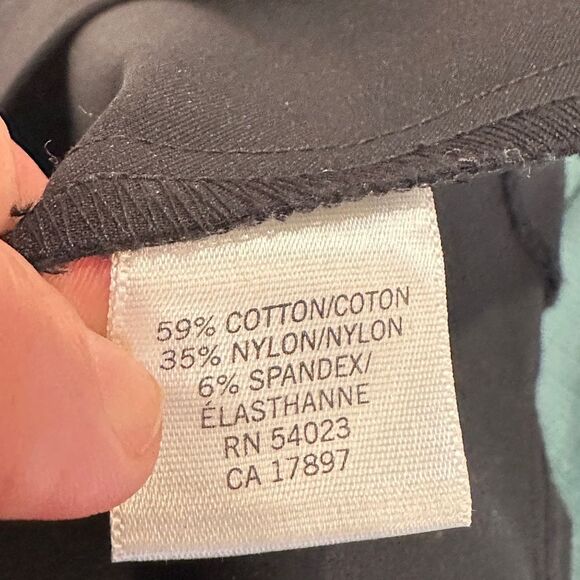 59% COTTON/COTON
35% NYLON/NYLON
6% SPANDEX/
ÉLASTHANNE
RN 54023
CA 17897